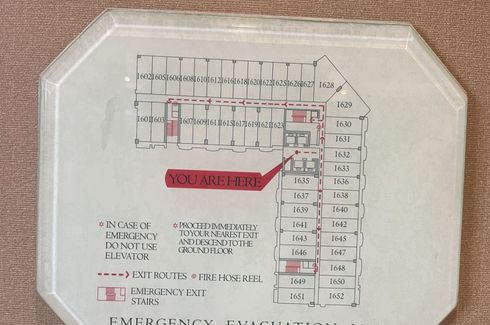 1602 1605 1606 1608 1610 1612 1616 1618 1620 1622 1625 1626 1627 1628
1629
1601 1603 1607 1609 1611 1615 1617 1619 1621 1623 1630
1631
1632
1633
YOU ARE HERE
1635 1636
1637 1638
1639 1640
1641 1642
1643 1645
1646 1647
1648
1649 1650
1651 1652
✡ IN CASE OF
EMERGENCY
DO NOT USE
ELEVATOR
✡ PROCEED IMMEDIATELY
TO YOUR NEAREST EXIT
AND DESCEND TO THE
GROUND FLOOR
EXIT ROUTES
FIRE HOSE REEL
EMERGENCY EXIT
STAIRS
EMERGENCY EVACUATION